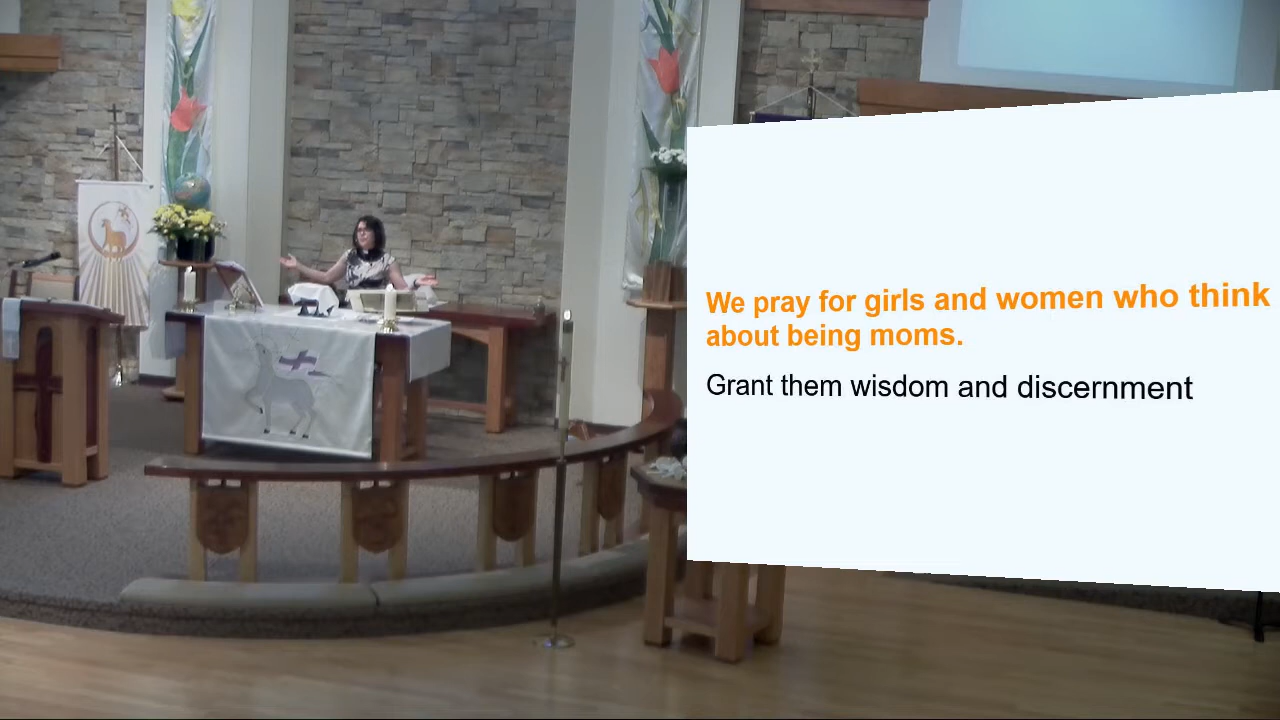 We pray for girls and women who think
about being moms.
Grant them wisdom and discernment